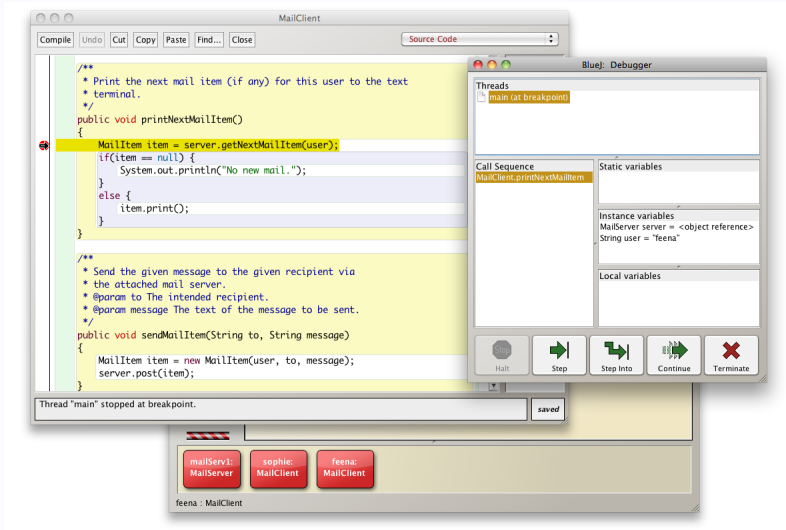 MailClient
Compile Undo Cut Copy Paste Find... Close Source Code
/**
* Print the next mail item (if any) for this user to the text
* terminal.
*/
public void printNextMailItem()
{
MailItem item = server.getNextMailItem(user);
if(item == null) {
System.out.println("No new mail.");
}
else {
item.print();
}
}
/**
* Send the given message to the given recipient via
* the attached mail server.
* @param to The intended recipient.
* @param message The text of the message to be sent.
*/
public void sendMailItem(String to, String message)
{
MailItem item = new MailItem(user, to, message);
server.post(item);
}
Thread "main" stopped at breakpoint.
saved
BlueJ: Debugger
Threads
main (at breakpoint)
Call Sequence
MailClient.printNextMailItem
Static variables
Instance variables
MailServer server = <object reference>
String user = "feena"
Local variables
Step
Halt Step Step Into Continue Terminate
mailServ1:
MailServer
sophie:
MailClient
feena:
MailClient
feena : MailClient